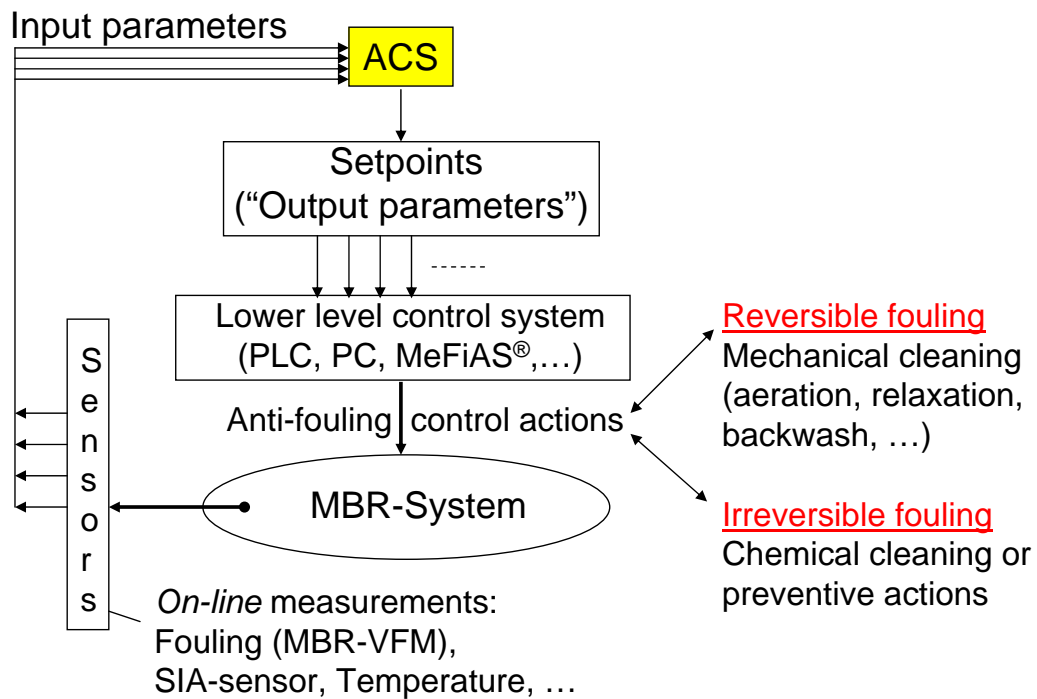 Input parameters
ACS
Setpoints
(“Output parameters”)
------
Lower level control system
(PLC, PC, MeFiAS®,…)
Anti-fouling control actions
MBR-System
Sensors
On-line measurements:
Fouling (MBR-VFM),
SIA-sensor, Temperature, …
Reversible fouling
Mechanical cleaning
(aeration, relaxation,
backwash, …)
Irreversible fouling
Chemical cleaning or
preventive actions